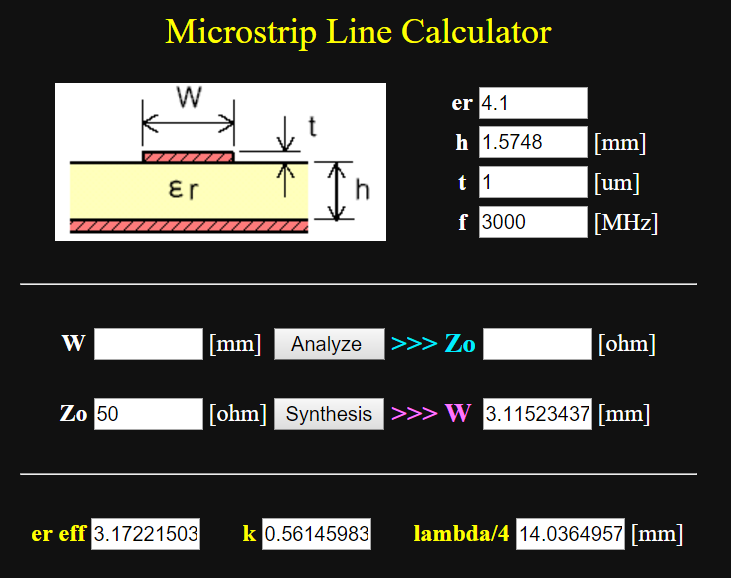 Microstrip Line Calculator
W
t
εr
h
er 4.1
h 1.5748 [mm]
t 1 [um]
f 3000 [MHz]
W [mm] Analyze >>> Zo [ohm]
Zo 50 [ohm] Synthesis >>> W 3.11523437 [mm]
er eff 3.17221503 k 0.56145983 lambda/4 14.0364957 [mm]